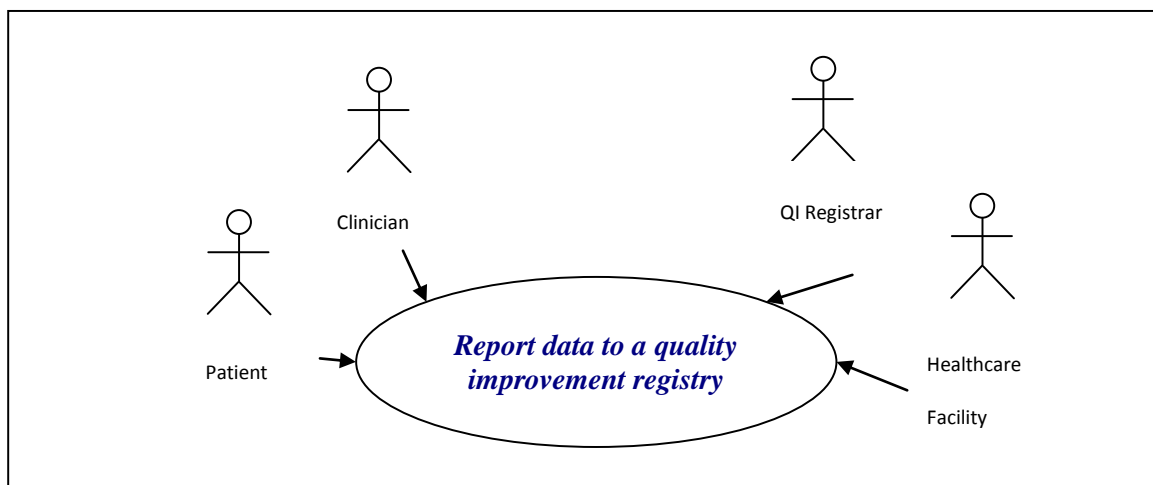 Clinician
QI Registrar
Patient
Report data to a quality
improvement registry
Healthcare
Facility